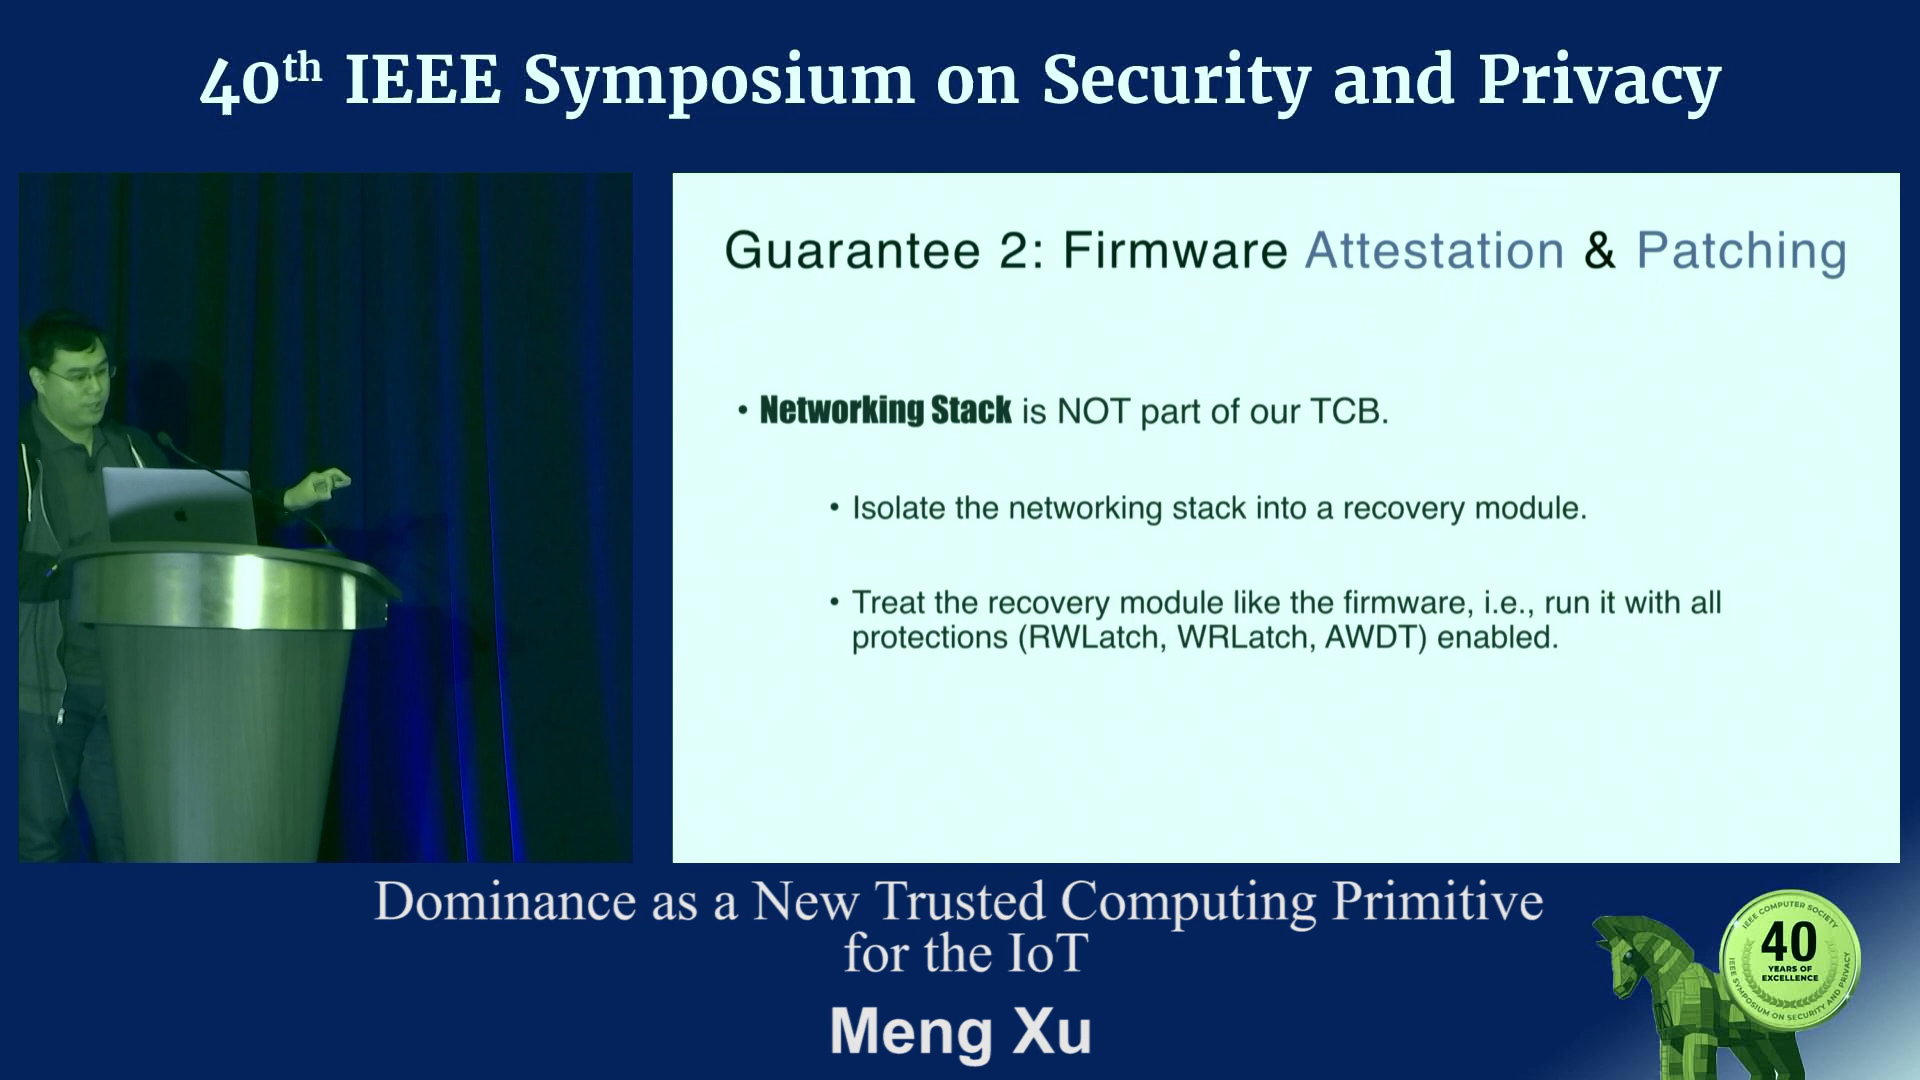 40th IEEE Symposium on Security and Privacy
Guarantee 2: Firmware Attestation & Patching
• Networking Stack is NOT part of our TCB.
• Isolate the networking stack into a recovery module.
• Treat the recovery module like the firmware, i.e., run it with all
protections (RWLatch, WRLatch, AWDT) enabled.
Dominance as a New Trusted Computing Primitive
for the IoT
Meng Xu
IEEE COMPUTER SOCIETY
40
YEARS OF
EXCELLENCE
IEEE SYMPOSIUM ON SECURITY AND PRIVACY